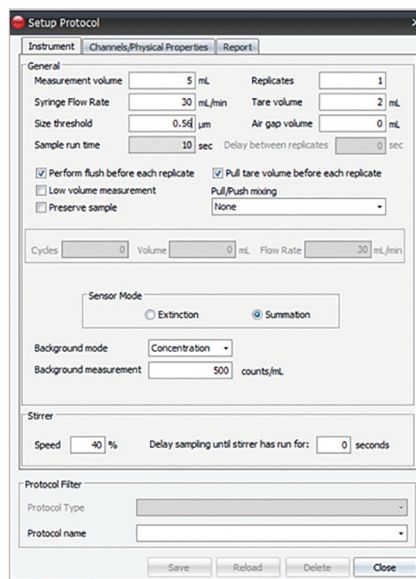 Setup Protocol
Instrument Channels/Physical Properties Report
General
Measurement volume 5 mL Replicates 1
Syringe Flow Rate 30 mL/min Tare volume 2 mL
Size threshold 0.56 µm Air gap volume 0 mL
Sample run time 10 sec Delay between replicates 0 sec
Perform flush before each replicate Pull tare volume before each replicate
Low volume measurement Pull/Push mixing
Preserve sample None
Cycles 0 Volume 0 mL Flow Rate 30 mL/min
Sensor Mode
Extinction Summation
Background mode Concentration
Background measurement 500 counts/mL
Stirrer
Speed 40 % Delay sampling until stirrer has run for: 0 seconds
Protocol Filter
Protocol Type
Protocol name
Save Reload Delete Close